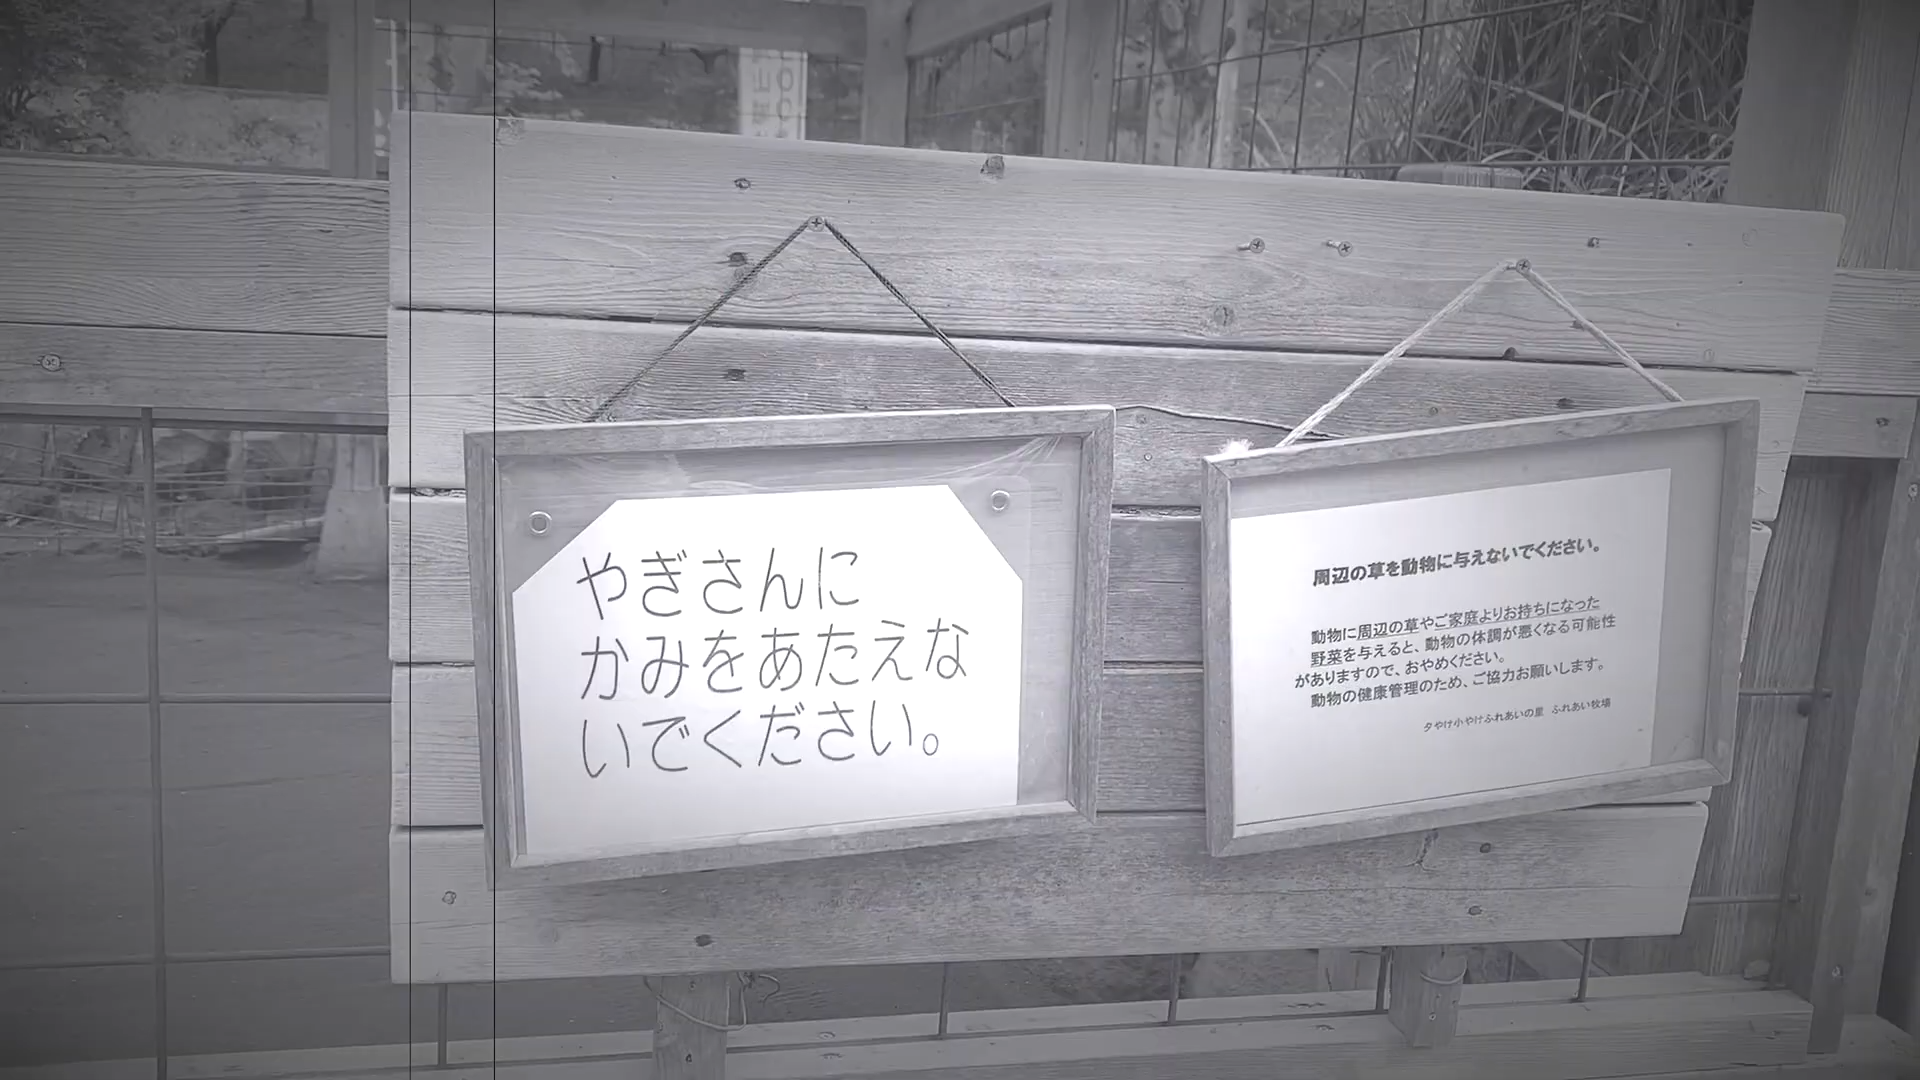 やぎさんに
かみをあたえな
いでください。
周辺の草を動物に与えないでください。
動物に周辺の草やご家庭よりお持ちになった
野菜を与えると、動物の体調が悪くなる可能性
がありますので、おやめください。
動物の健康管理のため、ご協力お願いします。
夕やけ小やけふれあいの里 ふれあい牧場